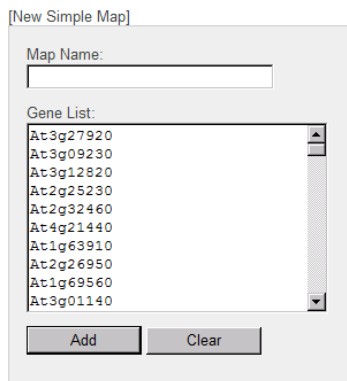 [New Simple Map]
Map Name:
Gene List:
At3g27920
At3g09230
At3g12820
At2g25230
At2g32460
At4g21440
At1g63910
At2g26950
At1g69560
At3g01140
Add
Clear